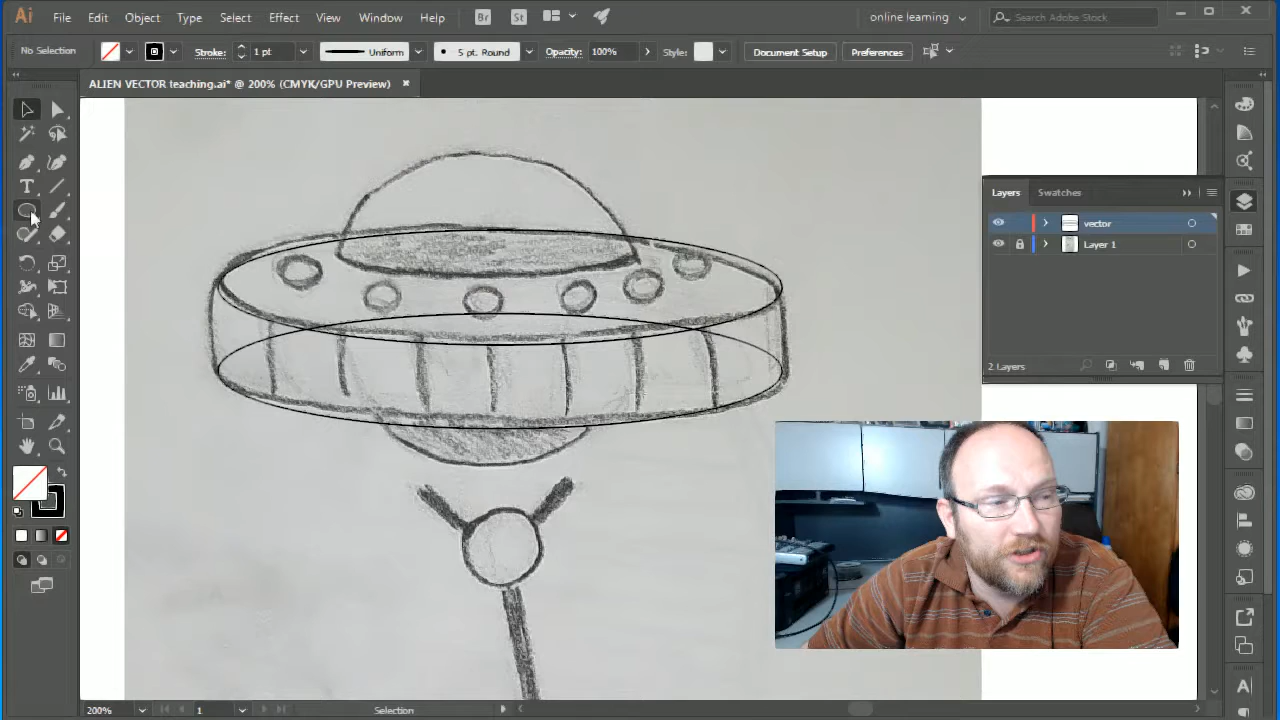 Ai File Edit Object Type Select Effect View Window Help Br St online learning Search Adobe Stock
No Selection Stroke: 1 pt Uniform 5 pt. Round Opacity: 100% Style: Document Setup Preferences
ALIEN VECTOR teaching.ai* @ 200% (CMYK/GPU Preview)
Layers Swatches
vector
Layer 1
2 Layers
200% 1 Selection